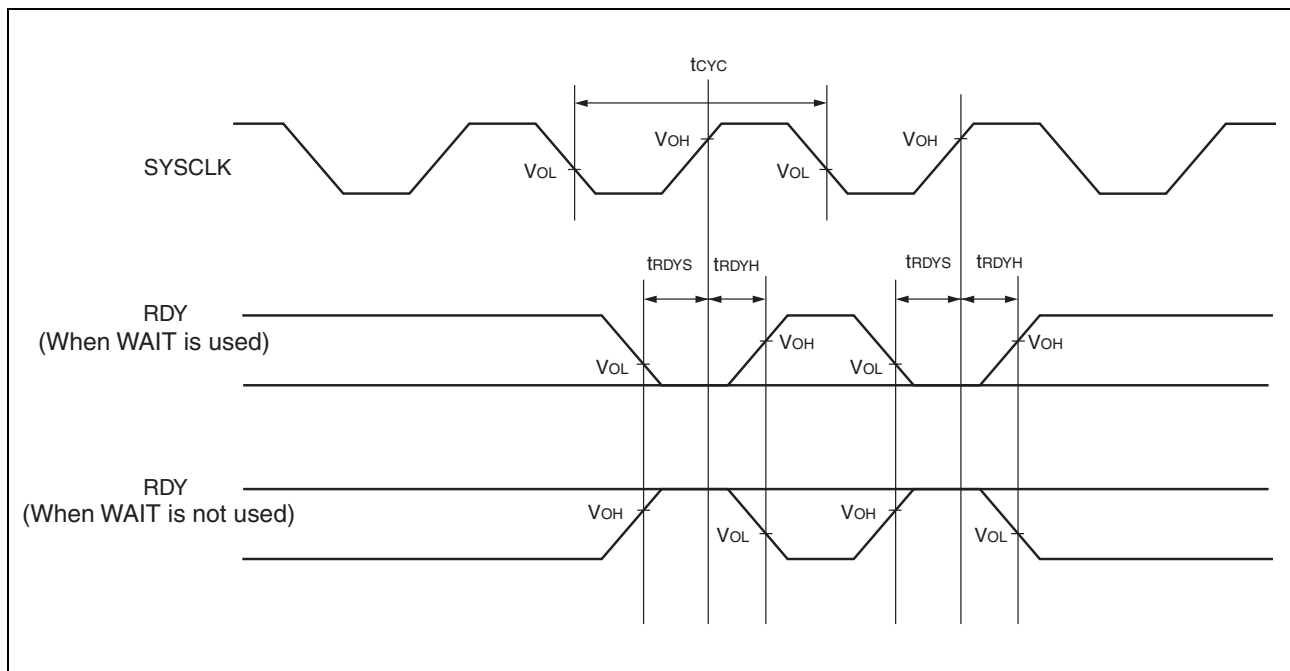 tCYC
VOH
VOH
SYSCLK
VOL
VOL
tRDYS
tRDYH
tRDYS
tRDYH
RDY
(When WAIT is used)
VOH
VOH
VOL
VOL
RDY
(When WAIT is not used)
VOH
VOH
VOL
VOL